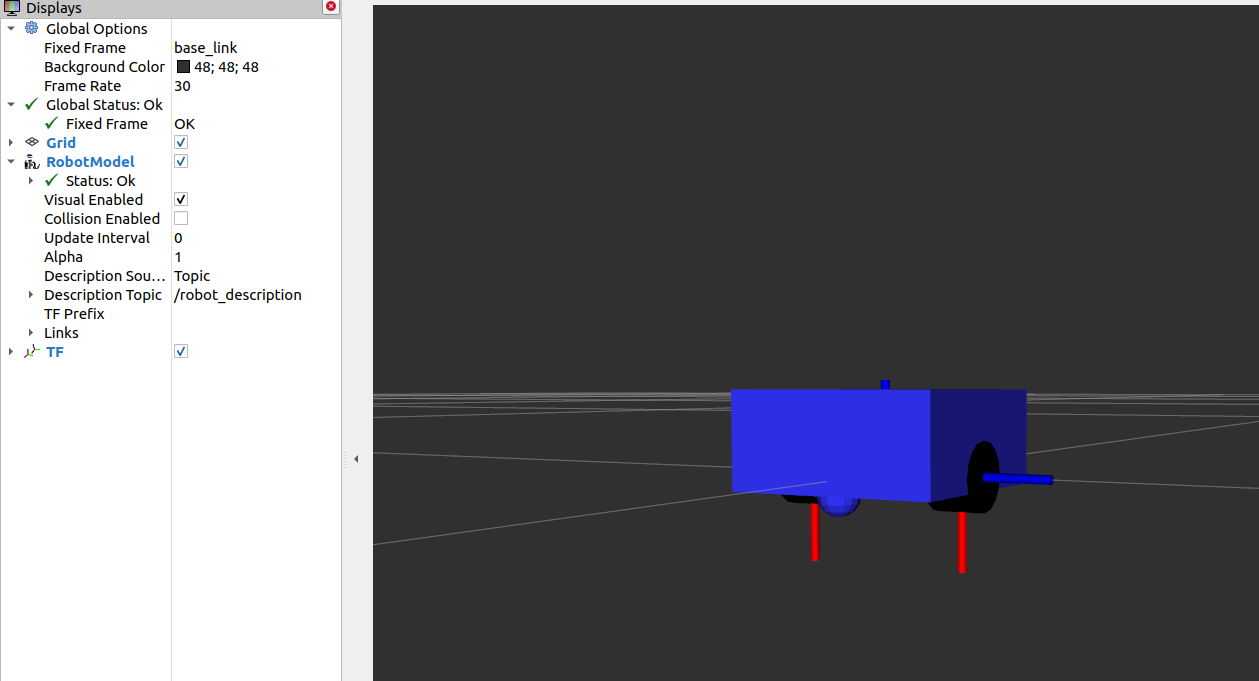 Displays
Global Options
Fixed Frame base_link
Background Color 48; 48; 48
Frame Rate 30
Global Status: Ok
Fixed Frame OK
Grid
RobotModel
Status: Ok
Visual Enabled
Collision Enabled
Update Interval 0
Alpha 1
Description Sou... Topic
Description Topic /robot_description
TF Prefix
Links
TF